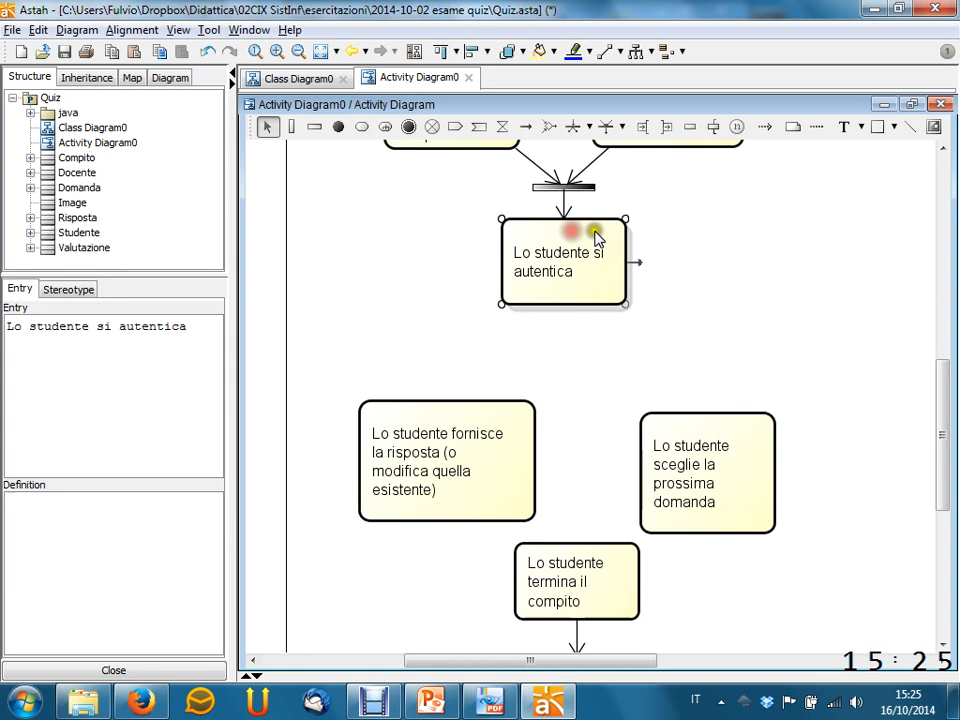 Astah - [C:\Users\Fulvio\Dropbox\Didattica\02CIX SistInf\esercitazioni\2014-10-02 esame quiz\Quiz.asta] (*)
File Edit Diagram Alignment View Tool Window Help
1
Structure Inheritance Map Diagram
Class Diagram0 Activity Diagram0
Quiz
java
Class Diagram0
Activity Diagram0
Compito
Docente
Domanda
Image
Risposta
Studente
Valutazione
Entry Stereotype
Entry
Lo studente si autentica
Definition
Close
Activity Diagram0 / Activity Diagram
T
Lo studente si
autentica
Lo studente fornisce
la risposta (o
modifica quella
esistente)
Lo studente
sceglie la
prossima
domanda
Lo studente
termina il
compito
15:25
IT
15:25
16/10/2014